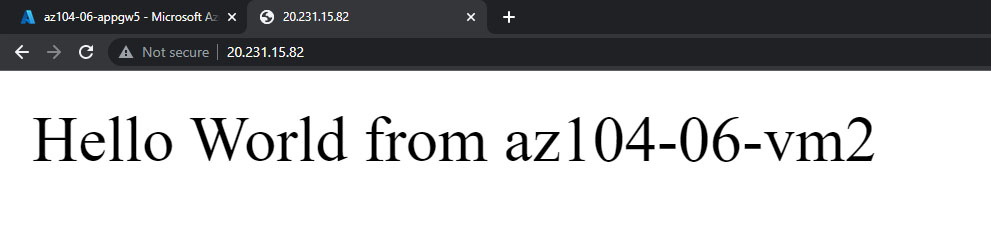 az104-06-appgw5 - Microsoft Az
20.231.15.82
Not secure
20.231.15.82
Hello World from az104-06-vm2